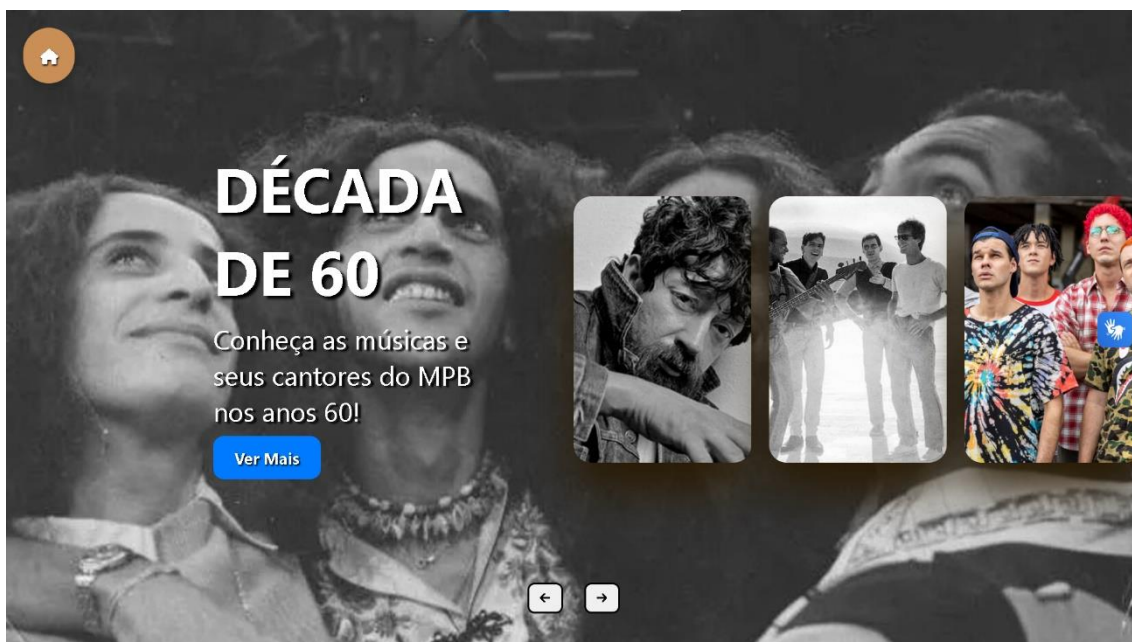 DÉCADA
DE 60
Conheça as músicas e
seus cantores do MPB
nos anos 60!
Ver Mais